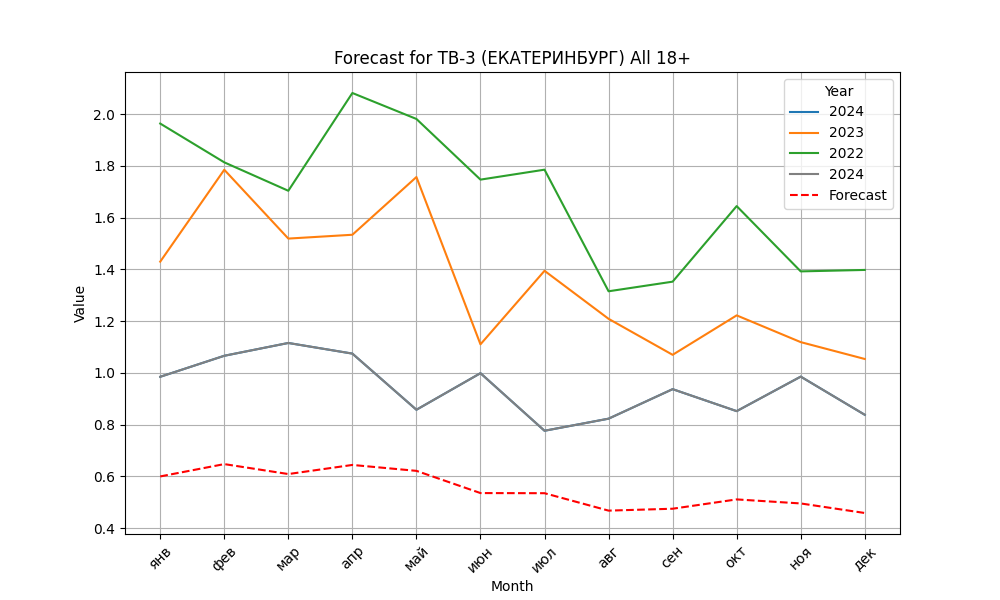 Forecast for ТВ-3 (ЕКАТЕРИНБУРГ) All 18+
Year
2024
2023
2022
2024
Forecast
Value
2.0
1.8
1.6
1.4
1.2
1.0
0.8
0.6
0.4
янв фев мар апр май июн июл авг сен окт ноя дек
Month